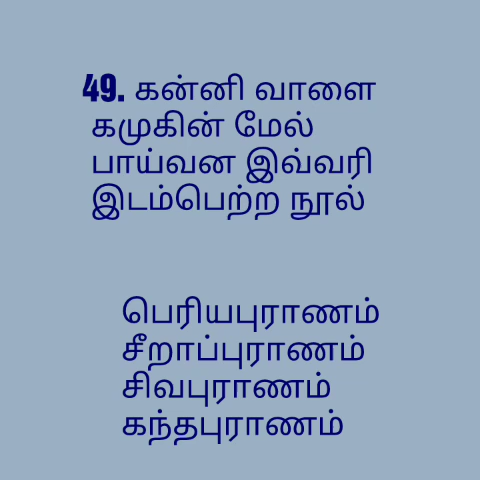 49. கன்னி வாளை
கமுகின் மேல்
பாய்வன இவ்வரி
இடம்பெற்ற நூல்
பெரியபுராணம்
சீறாப்புராணம்
சிவபுராணம்
கந்தபுராணம்